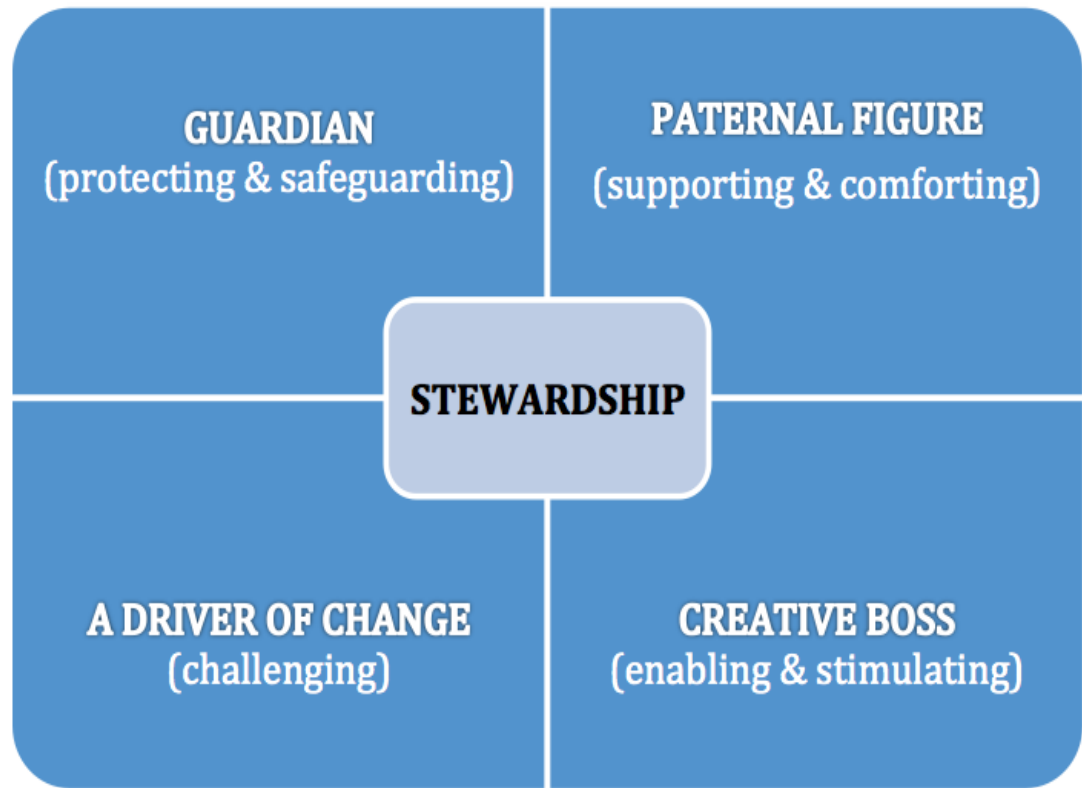 GUARDIAN
(protecting & safeguarding)
PATERNAL FIGURE
(supporting & comforting)
STEWARDSHIP
A DRIVER OF CHANGE
(challenging)
CREATIVE BOSS
(enabling & stimulating)